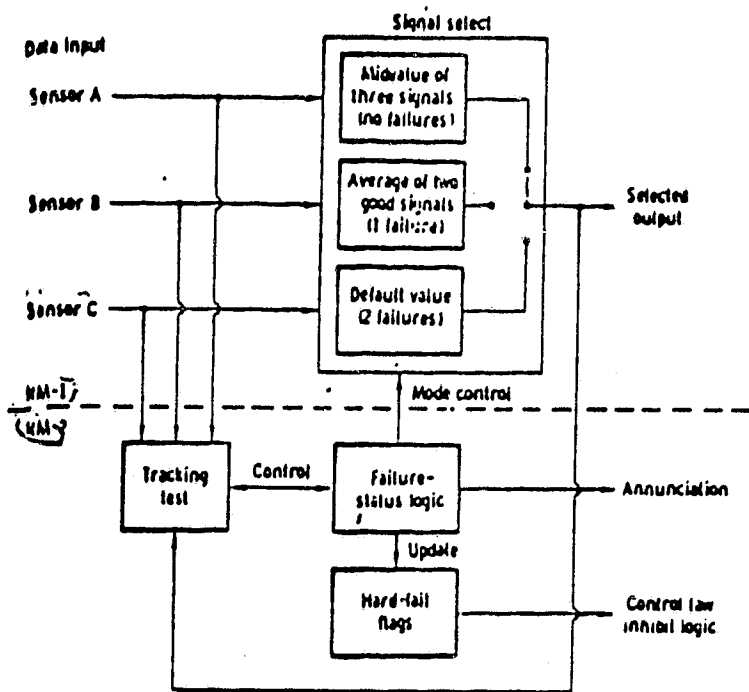 Signal select
Data Input
Sensor A
Midvalue of
three signals
(no failures)
Sensor B
Average of two
good signals
(1 failure)
Selected
output
Sensor C
Default value
(2 failures)
Mode control
Tracking
test
Control
Failure-
status logic
Annunciation
Update
Hard-fail
flags
Control law
inhibit logic